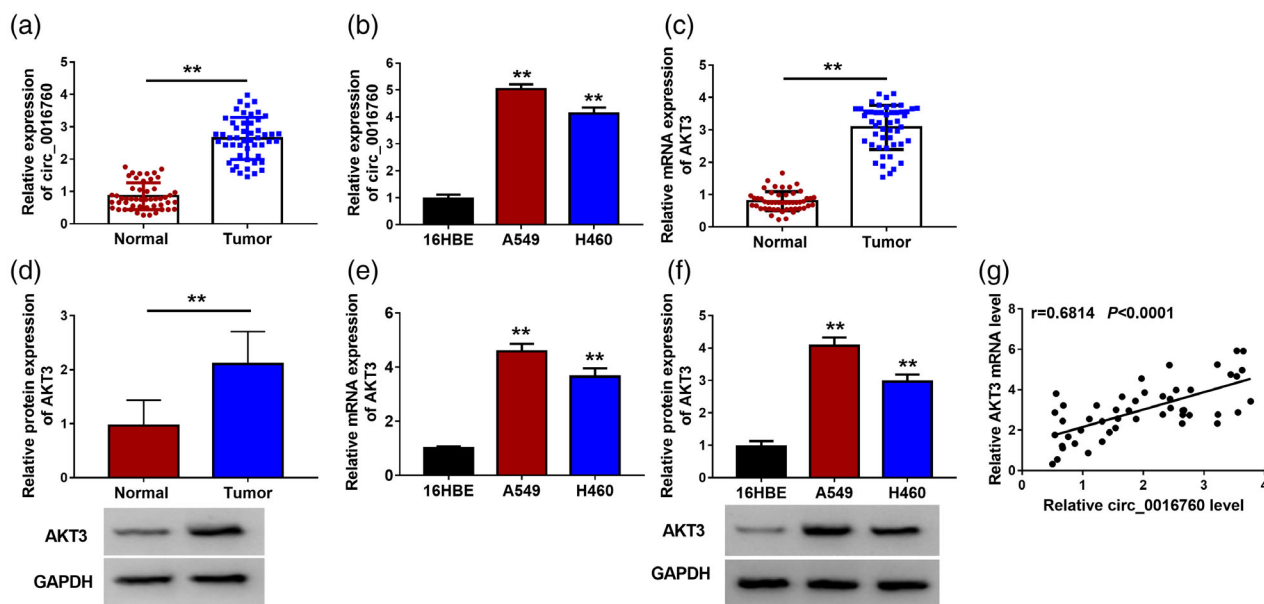 (a)
Relative expression
of circ_0016760
5
4
3
2
1
0
**
Normal
Tumor
(b)
Relative expression
of circ_0016760
6
5
4
3
2
1
0
**
**
16HBE
A549
H460
(c)
Relative mRNA expression
of AKT3
5
4
3
2
1
0
**
Normal
Tumor
(d)
Relative protein expression
of AKT3
3
2
1
0
**
Normal
Tumor
AKT3
GAPDH
(e)
Relative mRNA expression
of AKT3
6
4
2
0
**
**
16HBE
A549
H460
(f)
Relative protein expression
of AKT3
5
4
3
2
1
0
**
**
16HBE
A549
H460
AKT3
GAPDH
(g)
Relative AKT3 mRNA level
8
6
4
2
0
r=0.6814 P<0.0001
0
1
2
3
4
Relative circ_0016760 level